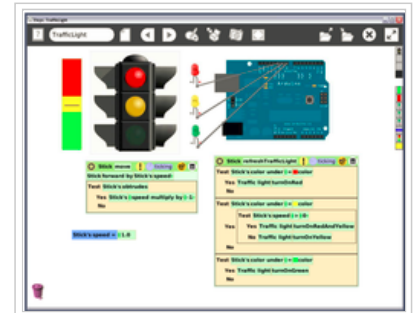 Etoys: TrafficLight
? TrafficLight
Stick move ! ticking
Stick forward by Stick's speed
Test Stick's obtrudes
Yes Stick's speed multiply by -1
No
Stick's speed = 1.0
Stick refreshTrafficLight ! ticking
Test Stick's color under = color
Yes Traffic light turnOnRed
No
Test Stick's color under = color
Test Stick's speed > 0
Yes Yes Traffic light turnOnRedAndYellow
No Traffic light turnOnYellow
No
Test Stick's color under = color
Yes Traffic light turnOnGreen
No